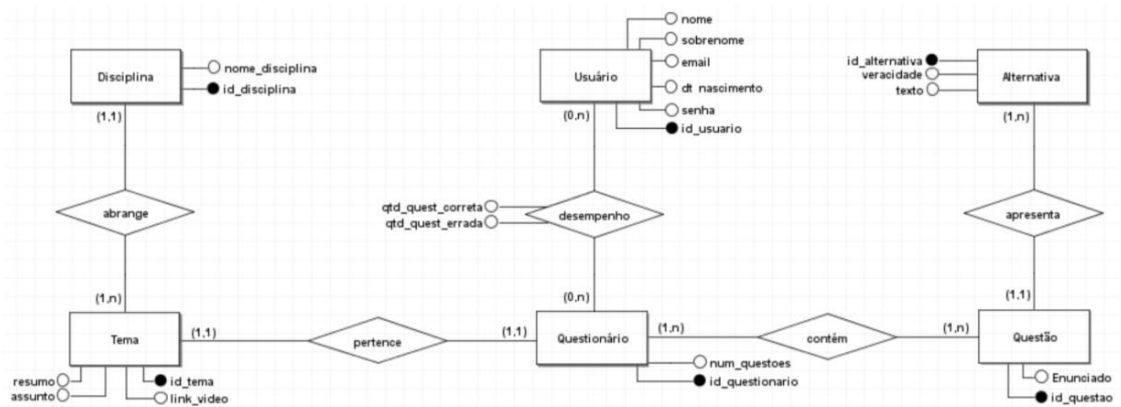 nome
sobrenome
email
dt nascimento
senha
id_usuario
Disciplina
nome_disciplina
id_disciplina
Usuário
id_alternativa
veracidade
texto
Alternativa
(1,1)
(0,n)
(1,n)
abrange
qtd_quest_correta
qtd_quest_errada
desempenho
apresenta
(1,n)
(0,n)
(1,1)
Tema
(1,1)
pertence
(1,1)
Questionário
(1,n)
contém
(1,n)
Questão
resumo
assunto
id_tema
link_video
num_questoes
id_questionario
Enunciado
id_questao